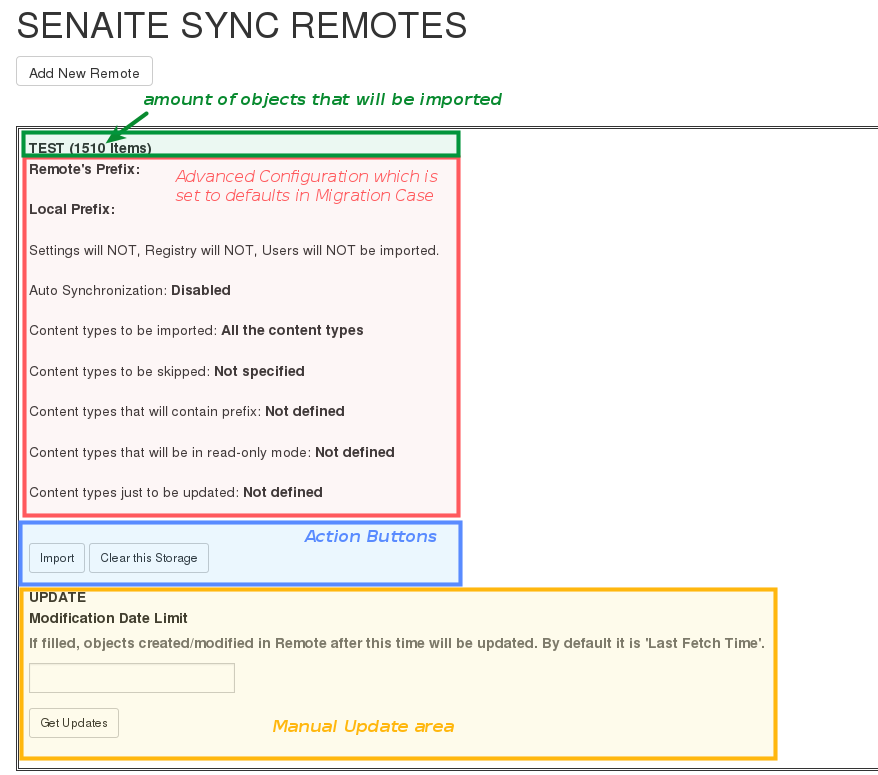 SENAITE SYNC REMOTES
Add New Remote
amount of objects that will be imported
TEST (1510 Items)
Remote's Prefix:
Advanced Configuration which is
set to defaults in Migration Case
Local Prefix:
Settings will NOT, Registry will NOT, Users will NOT be imported.
Auto Synchronization: Disabled
Content types to be imported: All the content types
Content types to be skipped: Not specified
Content types that will contain prefix: Not defined
Content types that will be in read-only mode: Not defined
Content types just to be updated: Not defined
Action Buttons
Import Clear this Storage
UPDATE
Modification Date Limit
If filled, objects created/modified in Remote after this time will be updated. By default it is 'Last Fetch Time'.
Get Updates
Manual Update area